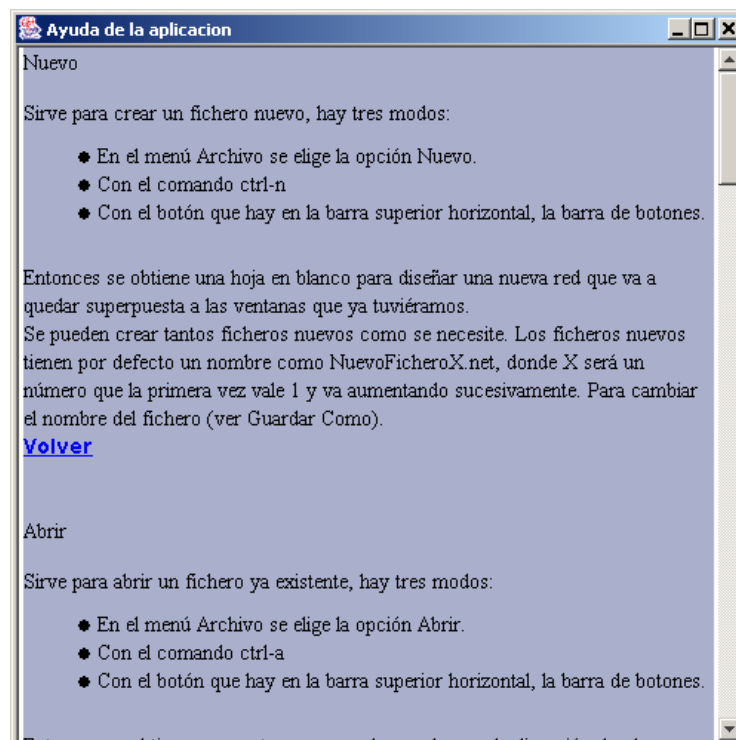 Ayuda de la aplicacion
Nuevo
Sirve para crear un fichero nuevo, hay tres modos:
● En el menú Archivo se elige la opción Nuevo.
● Con el comando ctrl-n
● Con el botón que hay en la barra superior horizontal, la barra de botones.
Entonces se obtiene una hoja en blanco para diseñar una nueva red que va a
quedar superpuesta a las ventanas que ya tuviéramos.
Se pueden crear tantos ficheros nuevos como se necesite. Los ficheros nuevos
tienen por defecto un nombre como NuevoFicheroX.net, donde X será un
número que la primera vez vale 1 y va aumentando sucesivamente. Para cambiar
el nombre del fichero (ver Guardar Como).
Volver
Abrir
Sirve para abrir un fichero ya existente, hay tres modos:
● En el menú Archivo se elige la opción Abrir.
● Con el comando ctrl-a
● Con el botón que hay en la barra superior horizontal, la barra de botones.